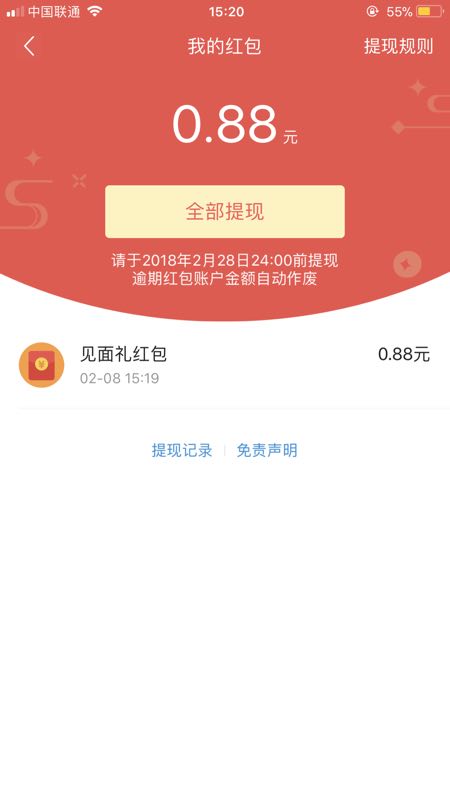 中国联通 15:20 55%
我的红包 提现规则
0.88 元
全部提现
请于2018年2月28日24:00前提现
逾期红包账户金额自动作废
见面礼红包 0.88元
02-08 15:19
提现记录 | 免责声明